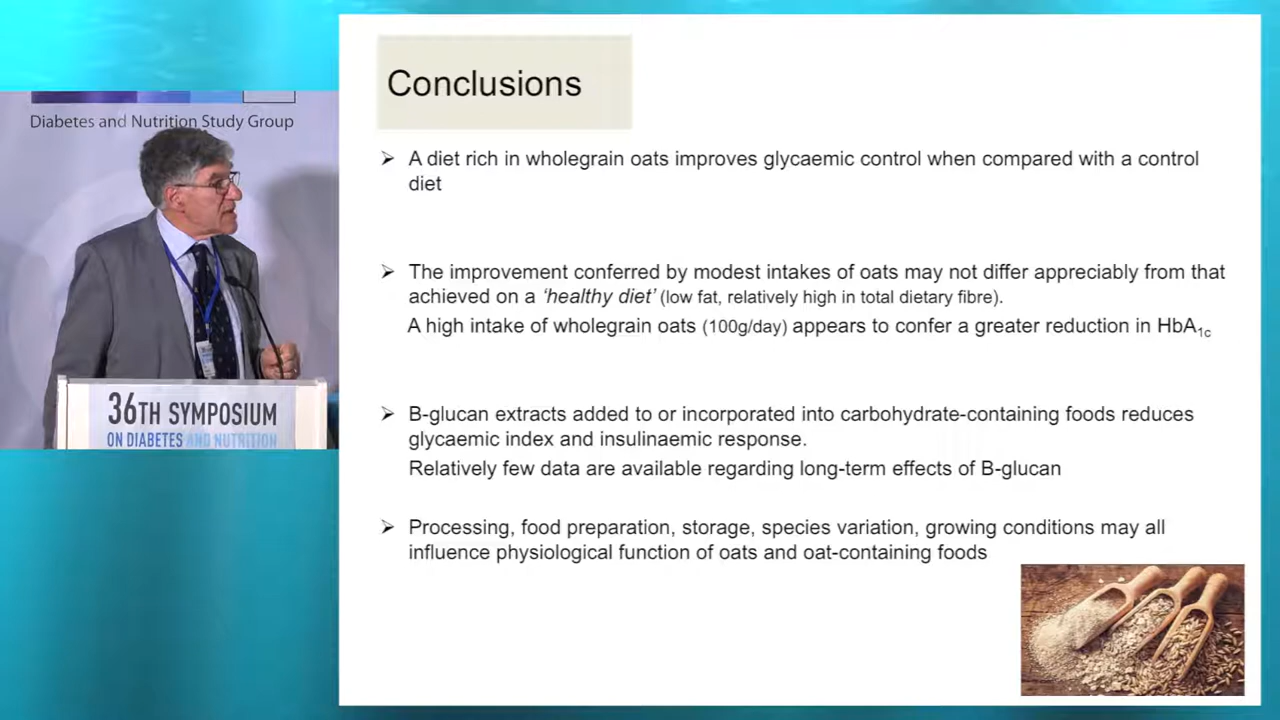 Diabetes and Nutrition Study Group
36TH SYMPOSIUM
ON DIABETES AND NUTRITION
Conclusions
➢ A diet rich in wholegrain oats improves glycaemic control when compared with a control
diet
➢ The improvement conferred by modest intakes of oats may not differ appreciably from that
achieved on a ‘healthy diet’ (low fat, relatively high in total dietary fibre).
A high intake of wholegrain oats (100g/day) appears to confer a greater reduction in HbA1c
➢ B-glucan extracts added to or incorporated into carbohydrate-containing foods reduces
glycaemic index and insulinaemic response.
Relatively few data are available regarding long-term effects of B-glucan
➢ Processing, food preparation, storage, species variation, growing conditions may all
influence physiological function of oats and oat-containing foods